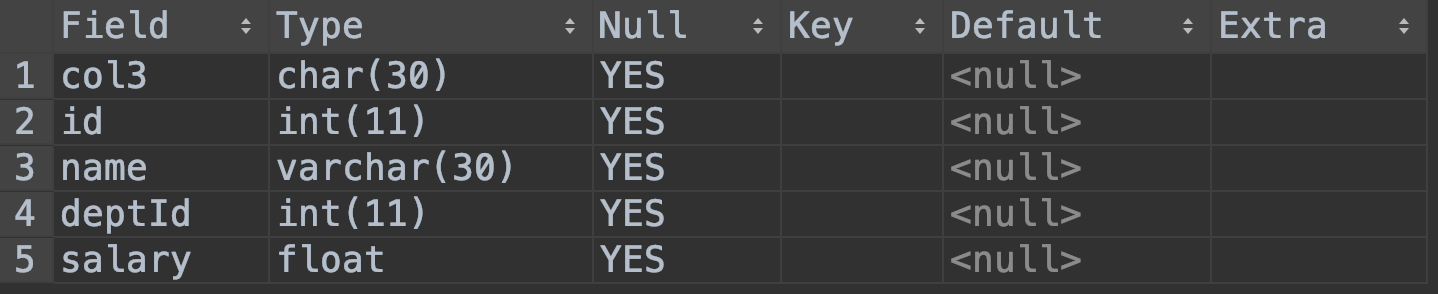 Field Type Null Key Default Extra
1 col3 char(30) YES <null>
2 id int(11) YES <null>
3 name varchar(30) YES <null>
4 deptId int(11) YES <null>
5 salary float YES <null>